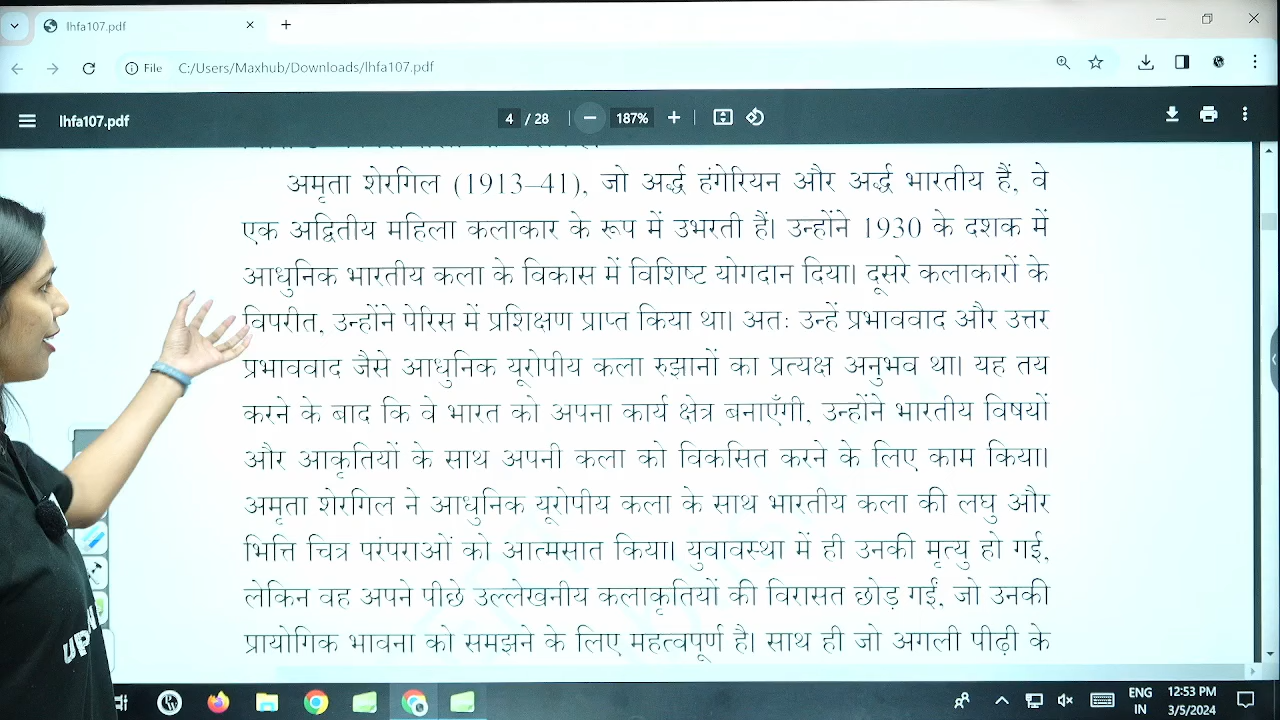 lhfa107.pdf
File C:/Users/Maxhub/Downloads/lhfa107.pdf
lhfa107.pdf 4 / 28 187%
अमृता शेरगिल (1913–41), जो अर्द्ध हंगेरियन और अर्द्ध भारतीय हैं, वे
एक अद्वितीय महिला कलाकार के रूप में उभरती हैं। उन्होंने 1930 के दशक में
आधुनिक भारतीय कला के विकास में विशिष्ट योगदान दिया। दूसरे कलाकारों के
विपरीत, उन्होंने पेरिस में प्रशिक्षण प्राप्त किया था। अतः उन्हें प्रभाववाद और उत्तर
प्रभाववाद जैसे आधुनिक यूरोपीय कला रुझानों का प्रत्यक्ष अनुभव था। यह तय
करने के बाद कि वे भारत को अपना कार्य क्षेत्र बनाएँगी, उन्होंने भारतीय विषयों
और आकृतियों के साथ अपनी कला को विकसित करने के लिए काम किया।
अमृता शेरगिल ने आधुनिक यूरोपीय कला के साथ भारतीय कला की लघु और
भित्ति चित्र परंपराओं को आत्मसात किया। युवावस्था में ही उनकी मृत्यु हो गई,
लेकिन वह अपने पीछे उल्लेखनीय कलाकृतियों की विरासत छोड़ गईं, जो उनकी
प्रायोगिक भावना को समझने के लिए महत्वपूर्ण है। साथ ही जो अगली पीढ़ी के
ENG 12:53 PM
IN 3/5/2024